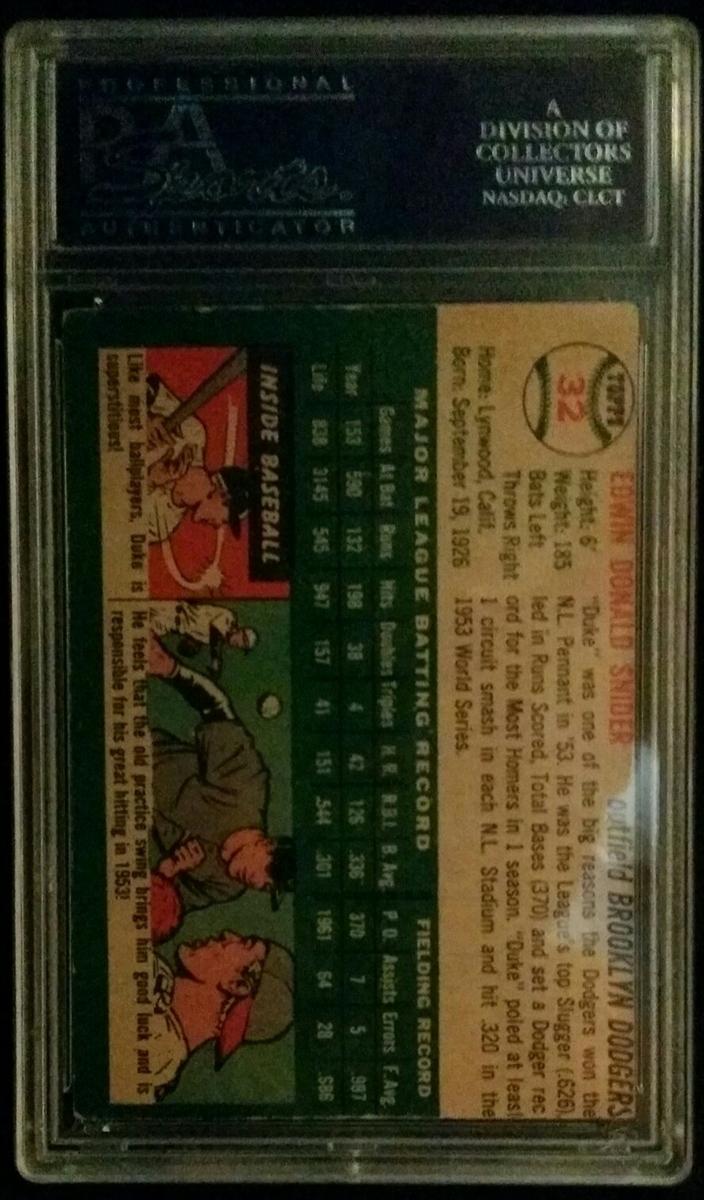 PROFESSIONAL
PSA
AUTHENTICATOR
A
DIVISION OF
COLLECTORS
UNIVERSE
NASDAQ: CLCT
TOPPS
32
EDWIN DONALD SNIDER
outfield BROOKLYN DODGERS
Height: 6'
Weight: 185
Bats Left
Throws Right
Home: Lynwood, Calif.
Born: September 19, 1926
"Duke" was one of the big reasons the Dodgers won the
N.L. Pennant in '53. He was the League's top Slugger (.626),
led in Runs Scored, Total Bases (370) and set a Dodger rec
ord for the Most Homers in 1 season. "Duke" poled at least
1 circuit smash in each N.L. Stadium and hit .320 in the
1953 World Series.
MAJOR LEAGUE BATTING RECORD FIELDING RECORD
Games At Bat Runs Hits Doubles Triples H. R. R.B.I. B. Avg. P. O. Assists Errors F. Avg.
Year 153 590 132 198 38 4 42 126 .336 370 7 5 .987
Life 838 3145 545 947 157 41 151 544 .301 1951 64 28 .986
INSIDE BASEBALL
Like most ballplayers, Duke is
superstitious!
He feels that the old practice swing brings him good luck and is
responsible for his great hitting in 1953!